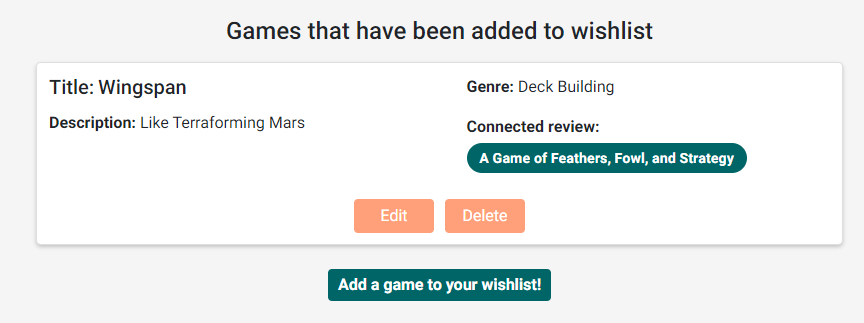 Games that have been added to wishlist
Title: Wingspan
Description: Like Terraforming Mars
Genre: Deck Building
Connected review:
A Game of Feathers, Fowl, and Strategy
Edit
Delete
Add a game to your wishlist!